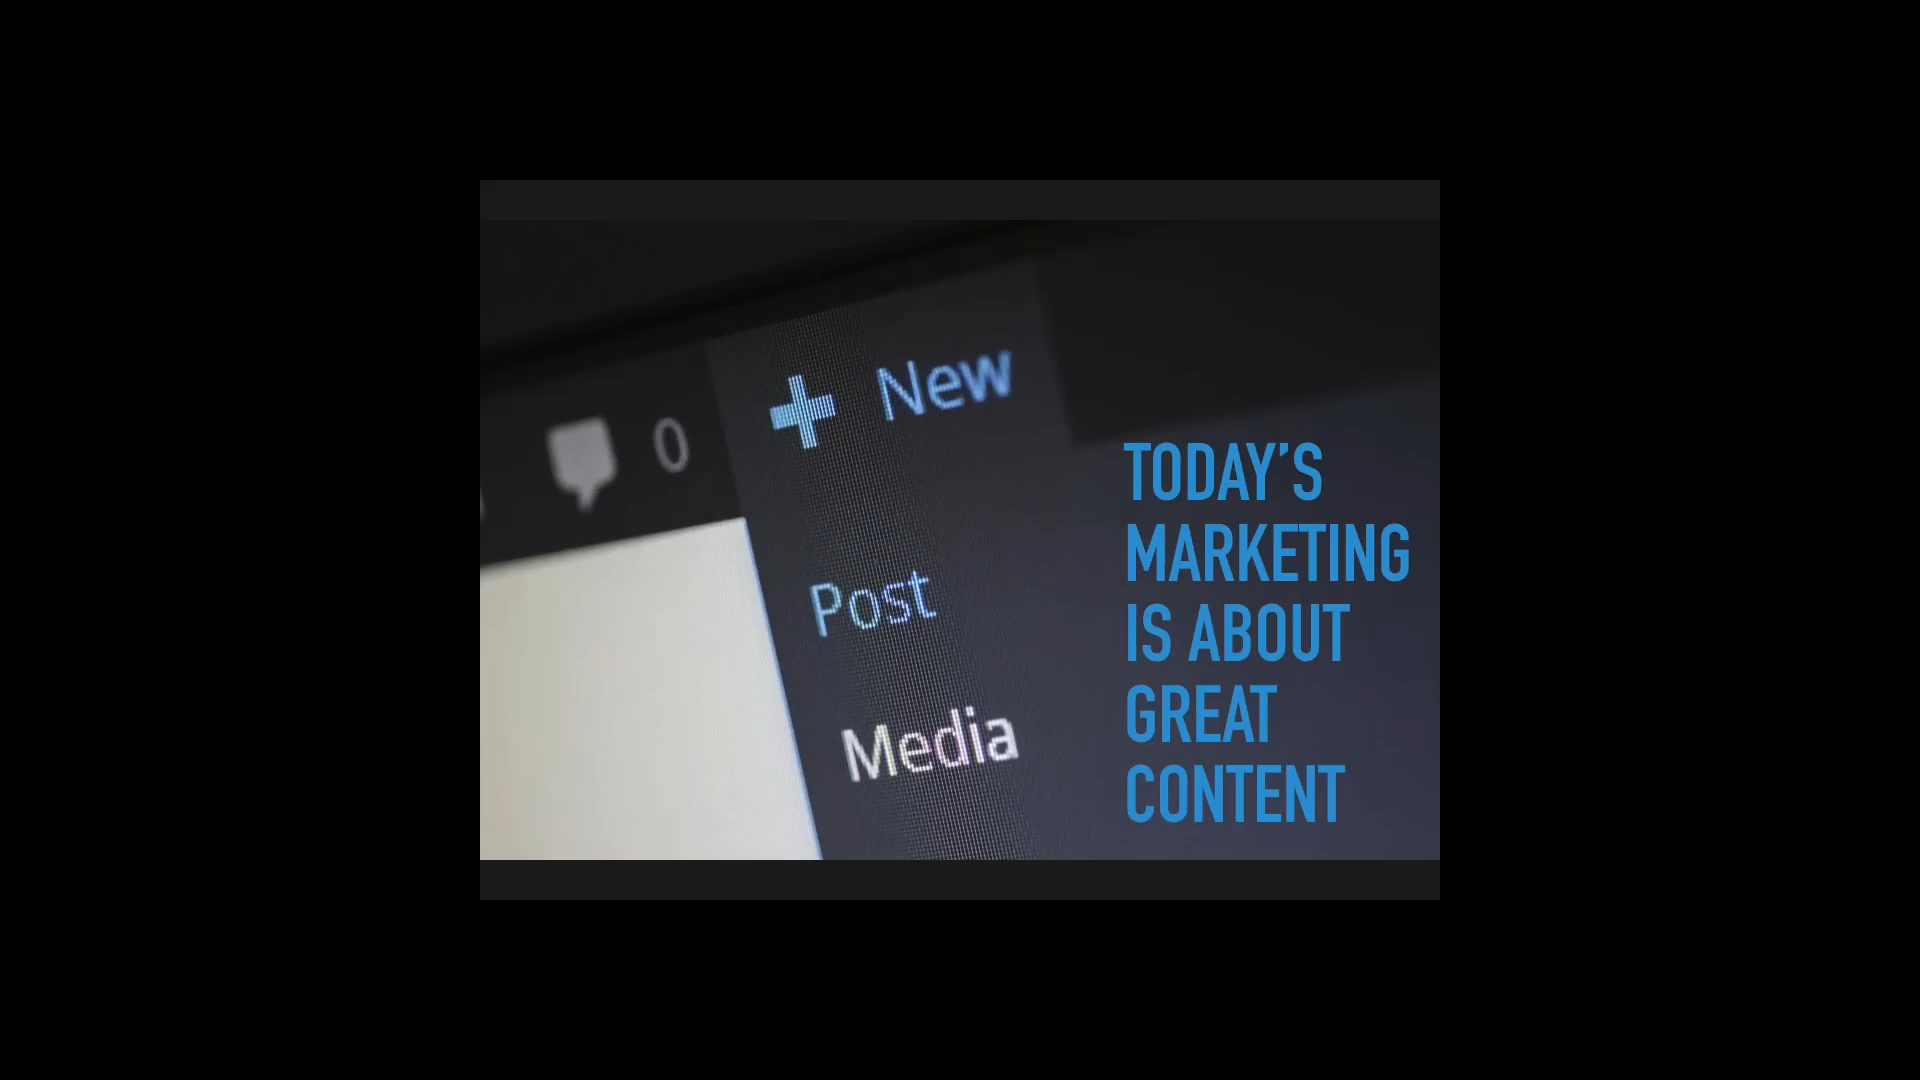 0
+ New
Post
Media
TODAY’S
MARKETING
IS ABOUT
GREAT
CONTENT